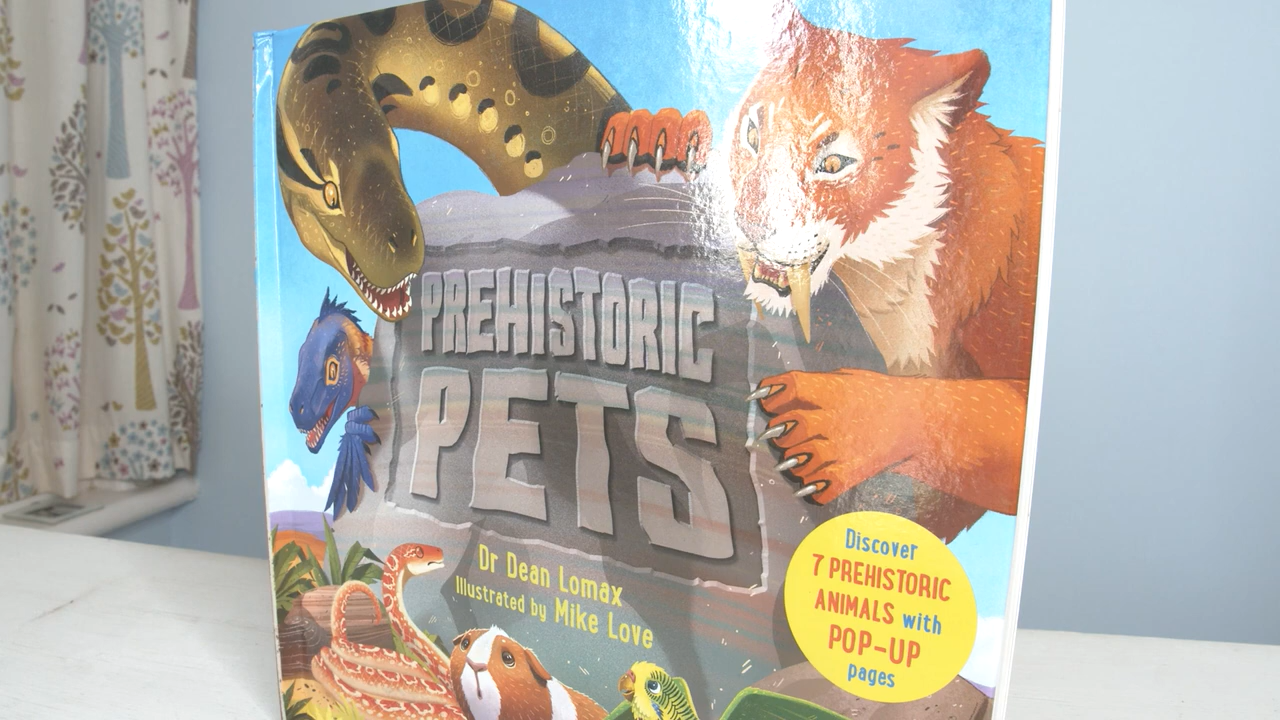 PREHISTORIC
PETS
Dr Dean Lomax
Illustrated by Mike Love
Discover
7 PREHISTORIC
ANIMALS with
POP-UP
pages